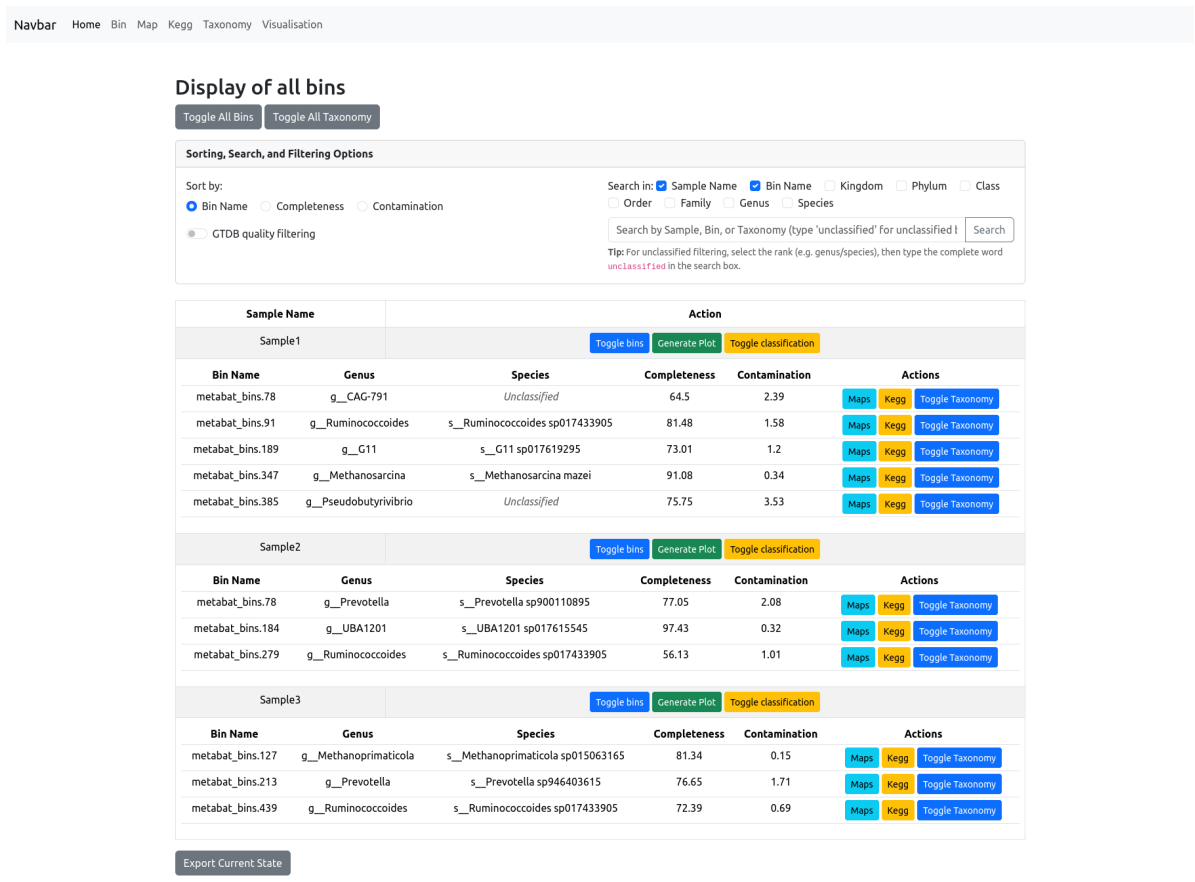 Navbar Home Bin Map Kegg Taxonomy Visualisation
Display of all bins
Toggle All Bins Toggle All Taxonomy
Sorting, Search, and Filtering Options
Sort by:
Bin Name Completeness Contamination
GTDB quality filtering
Search in: Sample Name Bin Name Kingdom Phylum Class
Order Family Genus Species
Search by Sample, Bin, or Taxonomy (type 'unclassified' for unclassified Search
Tip: For unclassified filtering, select the rank (e.g. genus/species), then type the complete word
unclassified in the search box.
Sample Name Action
Sample1 Toggle bins Generate Plot Toggle classification
Bin Name Genus Species Completeness Contamination Actions
metabat_bins.78 g__CAG-791 Unclassified 64.5 2.39 Maps Kegg Toggle Taxonomy
metabat_bins.91 g__Ruminococcoides s__Ruminococcoides sp017433905 81.48 1.58 Maps Kegg Toggle Taxonomy
metabat_bins.189 g__G11 s__G11 sp017619295 73.01 1.2 Maps Kegg Toggle Taxonomy
metabat_bins.347 g__Methanosarcina s__Methanosarcina mazei 91.08 0.34 Maps Kegg Toggle Taxonomy
metabat_bins.385 g__Pseudobutyrivibrio Unclassified 75.75 3.53 Maps Kegg Toggle Taxonomy
Sample2 Toggle bins Generate Plot Toggle classification
Bin Name Genus Species Completeness Contamination Actions
metabat_bins.78 g__Prevotella s__Prevotella sp900110895 77.05 2.08 Maps Kegg Toggle Taxonomy
metabat_bins.184 g__UBA1201 s__UBA1201 sp017615545 97.43 0.32 Maps Kegg Toggle Taxonomy
metabat_bins.279 g__Ruminococcoides s__Ruminococcoides sp017433905 56.13 1.01 Maps Kegg Toggle Taxonomy
Sample3 Toggle bins Generate Plot Toggle classification
Bin Name Genus Species Completeness Contamination Actions
metabat_bins.127 g__Methanoprimaticola s__Methanoprimaticola sp015063165 81.34 0.15 Maps Kegg Toggle Taxonomy
metabat_bins.213 g__Prevotella s__Prevotella sp946403615 76.65 1.71 Maps Kegg Toggle Taxonomy
metabat_bins.439 g__Ruminococcoides s__Ruminococcoides sp017433905 72.39 0.69 Maps Kegg Toggle Taxonomy
Export Current State